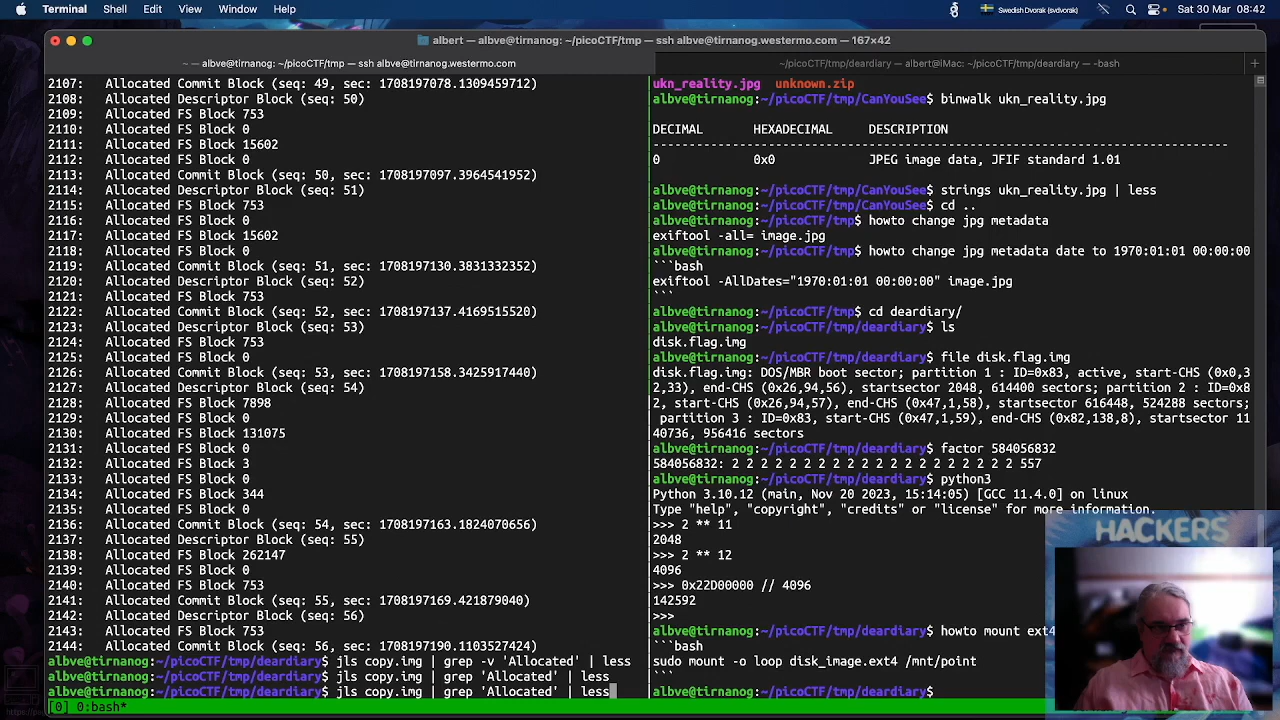 Terminal Shell Edit View Window Help
Swedish Dvorak (svdvorak)
Sat 30 Mar 08:42
albert — albve@tirnanog: ~/picoCTF/tmp — ssh albve@tirnanog.westermo.com — 167×42
~ — albve@tirnanog: ~/picoCTF/tmp — ssh albve@tirnanog.westermo.com
~/picoCTF/tmp/deardiary — albert@iMac: ~/picoCTF/tmp/deardiary — -bash
2107: Allocated Commit Block (seq: 49, sec: 1708197078.1309459712)
2108: Allocated Descriptor Block (seq: 50)
2109: Allocated FS Block 753
2110: Allocated FS Block 0
2111: Allocated FS Block 15602
2112: Allocated FS Block 0
2113: Allocated Commit Block (seq: 50, sec: 1708197097.3964541952)
2114: Allocated Descriptor Block (seq: 51)
2115: Allocated FS Block 753
2116: Allocated FS Block 0
2117: Allocated FS Block 15602
2118: Allocated FS Block 0
2119: Allocated Commit Block (seq: 51, sec: 1708197130.3831332352)
2120: Allocated Descriptor Block (seq: 52)
2121: Allocated FS Block 753
2122: Allocated Commit Block (seq: 52, sec: 1708197137.4169515520)
2123: Allocated Descriptor Block (seq: 53)
2124: Allocated FS Block 753
2125: Allocated FS Block 0
2126: Allocated Commit Block (seq: 53, sec: 1708197158.3425917440)
2127: Allocated Descriptor Block (seq: 54)
2128: Allocated FS Block 7898
2129: Allocated FS Block 0
2130: Allocated FS Block 131075
2131: Allocated FS Block 0
2132: Allocated FS Block 3
2133: Allocated FS Block 0
2134: Allocated FS Block 344
2135: Allocated FS Block 0
2136: Allocated Commit Block (seq: 54, sec: 1708197163.1824070656)
2137: Allocated Descriptor Block (seq: 55)
2138: Allocated FS Block 262147
2139: Allocated FS Block 0
2140: Allocated FS Block 753
2141: Allocated Commit Block (seq: 55, sec: 1708197169.421879040)
2142: Allocated Descriptor Block (seq: 56)
2143: Allocated FS Block 753
2144: Allocated Commit Block (seq: 56, sec: 1708197190.1103527424)
albve@tirnanog:~/picoCTF/tmp/deardiary$ jls copy.img | grep -v 'Allocated' | less
albve@tirnanog:~/picoCTF/tmp/deardiary$ jls copy.img | grep 'Allocated' | less
albve@tirnanog:~/picoCTF/tmp/deardiary$ jls copy.img | grep 'Allocated' | less
[0] 0:bash*
ukn_reality.jpg unknown.zip
albve@tirnanog:~/picoCTF/tmp/CanYouSee$ binwalk ukn_reality.jpg
DECIMAL HEXADECIMAL DESCRIPTION
--------------------------------------------------------------------------------
0 0x0 JPEG image data, JFIF standard 1.01
albve@tirnanog:~/picoCTF/tmp/CanYouSee$ strings ukn_reality.jpg | less
albve@tirnanog:~/picoCTF/tmp/CanYouSee$ cd ..
albve@tirnanog:~/picoCTF/tmp$ howto change jpg metadata
exiftool -all= image.jpg
albve@tirnanog:~/picoCTF/tmp$ howto change jpg metadata date to 1970:01:01 00:00:00
```bash
exiftool -AllDates="1970:01:01 00:00:00" image.jpg
```
albve@tirnanog:~/picoCTF/tmp$ cd deardiary/
albve@tirnanog:~/picoCTF/tmp/deardiary$ ls
disk.flag.img
albve@tirnanog:~/picoCTF/tmp/deardiary$ file disk.flag.img
disk.flag.img: DOS/MBR boot sector; partition 1 : ID=0x83, active, start-CHS (0x0,3
2,33), end-CHS (0x26,94,56), startsector 2048, 614400 sectors; partition 2 : ID=0x8
2, start-CHS (0x26,94,57), end-CHS (0x47,1,58), startsector 616448, 524288 sectors;
partition 3 : ID=0x83, start-CHS (0x47,1,59), end-CHS (0x82,138,8), startsector 11
40736, 956416 sectors
albve@tirnanog:~/picoCTF/tmp/deardiary$ factor 584056832
584056832: 2 2 2 2 2 2 2 2 2 2 2 2 2 2 2 2 2 2 2 2 557
albve@tirnanog:~/picoCTF/tmp/deardiary$ python3
Python 3.10.12 (main, Nov 20 2023, 15:14:05) [GCC 11.4.0] on linux
Type "help", "copyright", "credits" or "license" for more information.
>>> 2 ** 11
2048
>>> 2 ** 12
4096
>>> 0x22D00000 // 4096
142592
>>>
albve@tirnanog:~/picoCTF/tmp/deardiary$ howto mount ext4
```bash
sudo mount -o loop disk_image.ext4 /mnt/point
```
albve@tirnanog:~/picoCTF/tmp/deardiary$
HACKERS